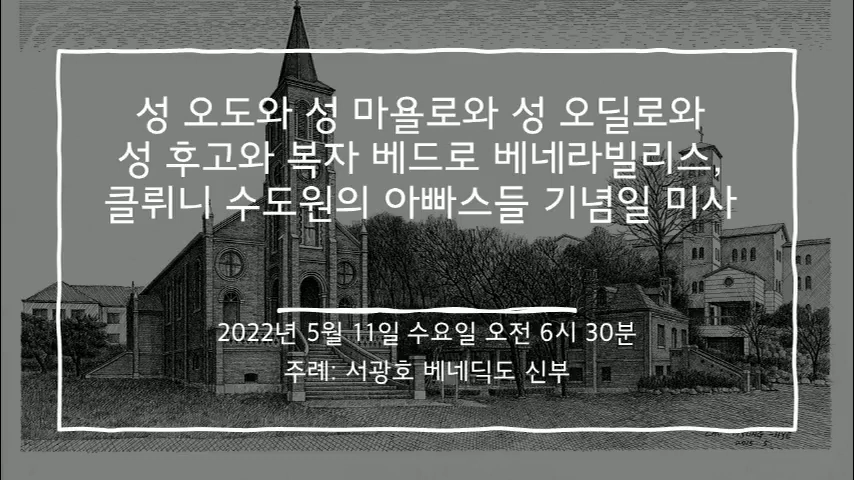 성 오도와 성 마욜로와 성 오딜로와
성 후고와 복자 베드로 베네라빌리스,
클뤼니 수도원의 아빠스들 기념일 미사
2022년 5월 11일 수요일 오전 6시 30분
주례: 서광호 베네딕도 신부